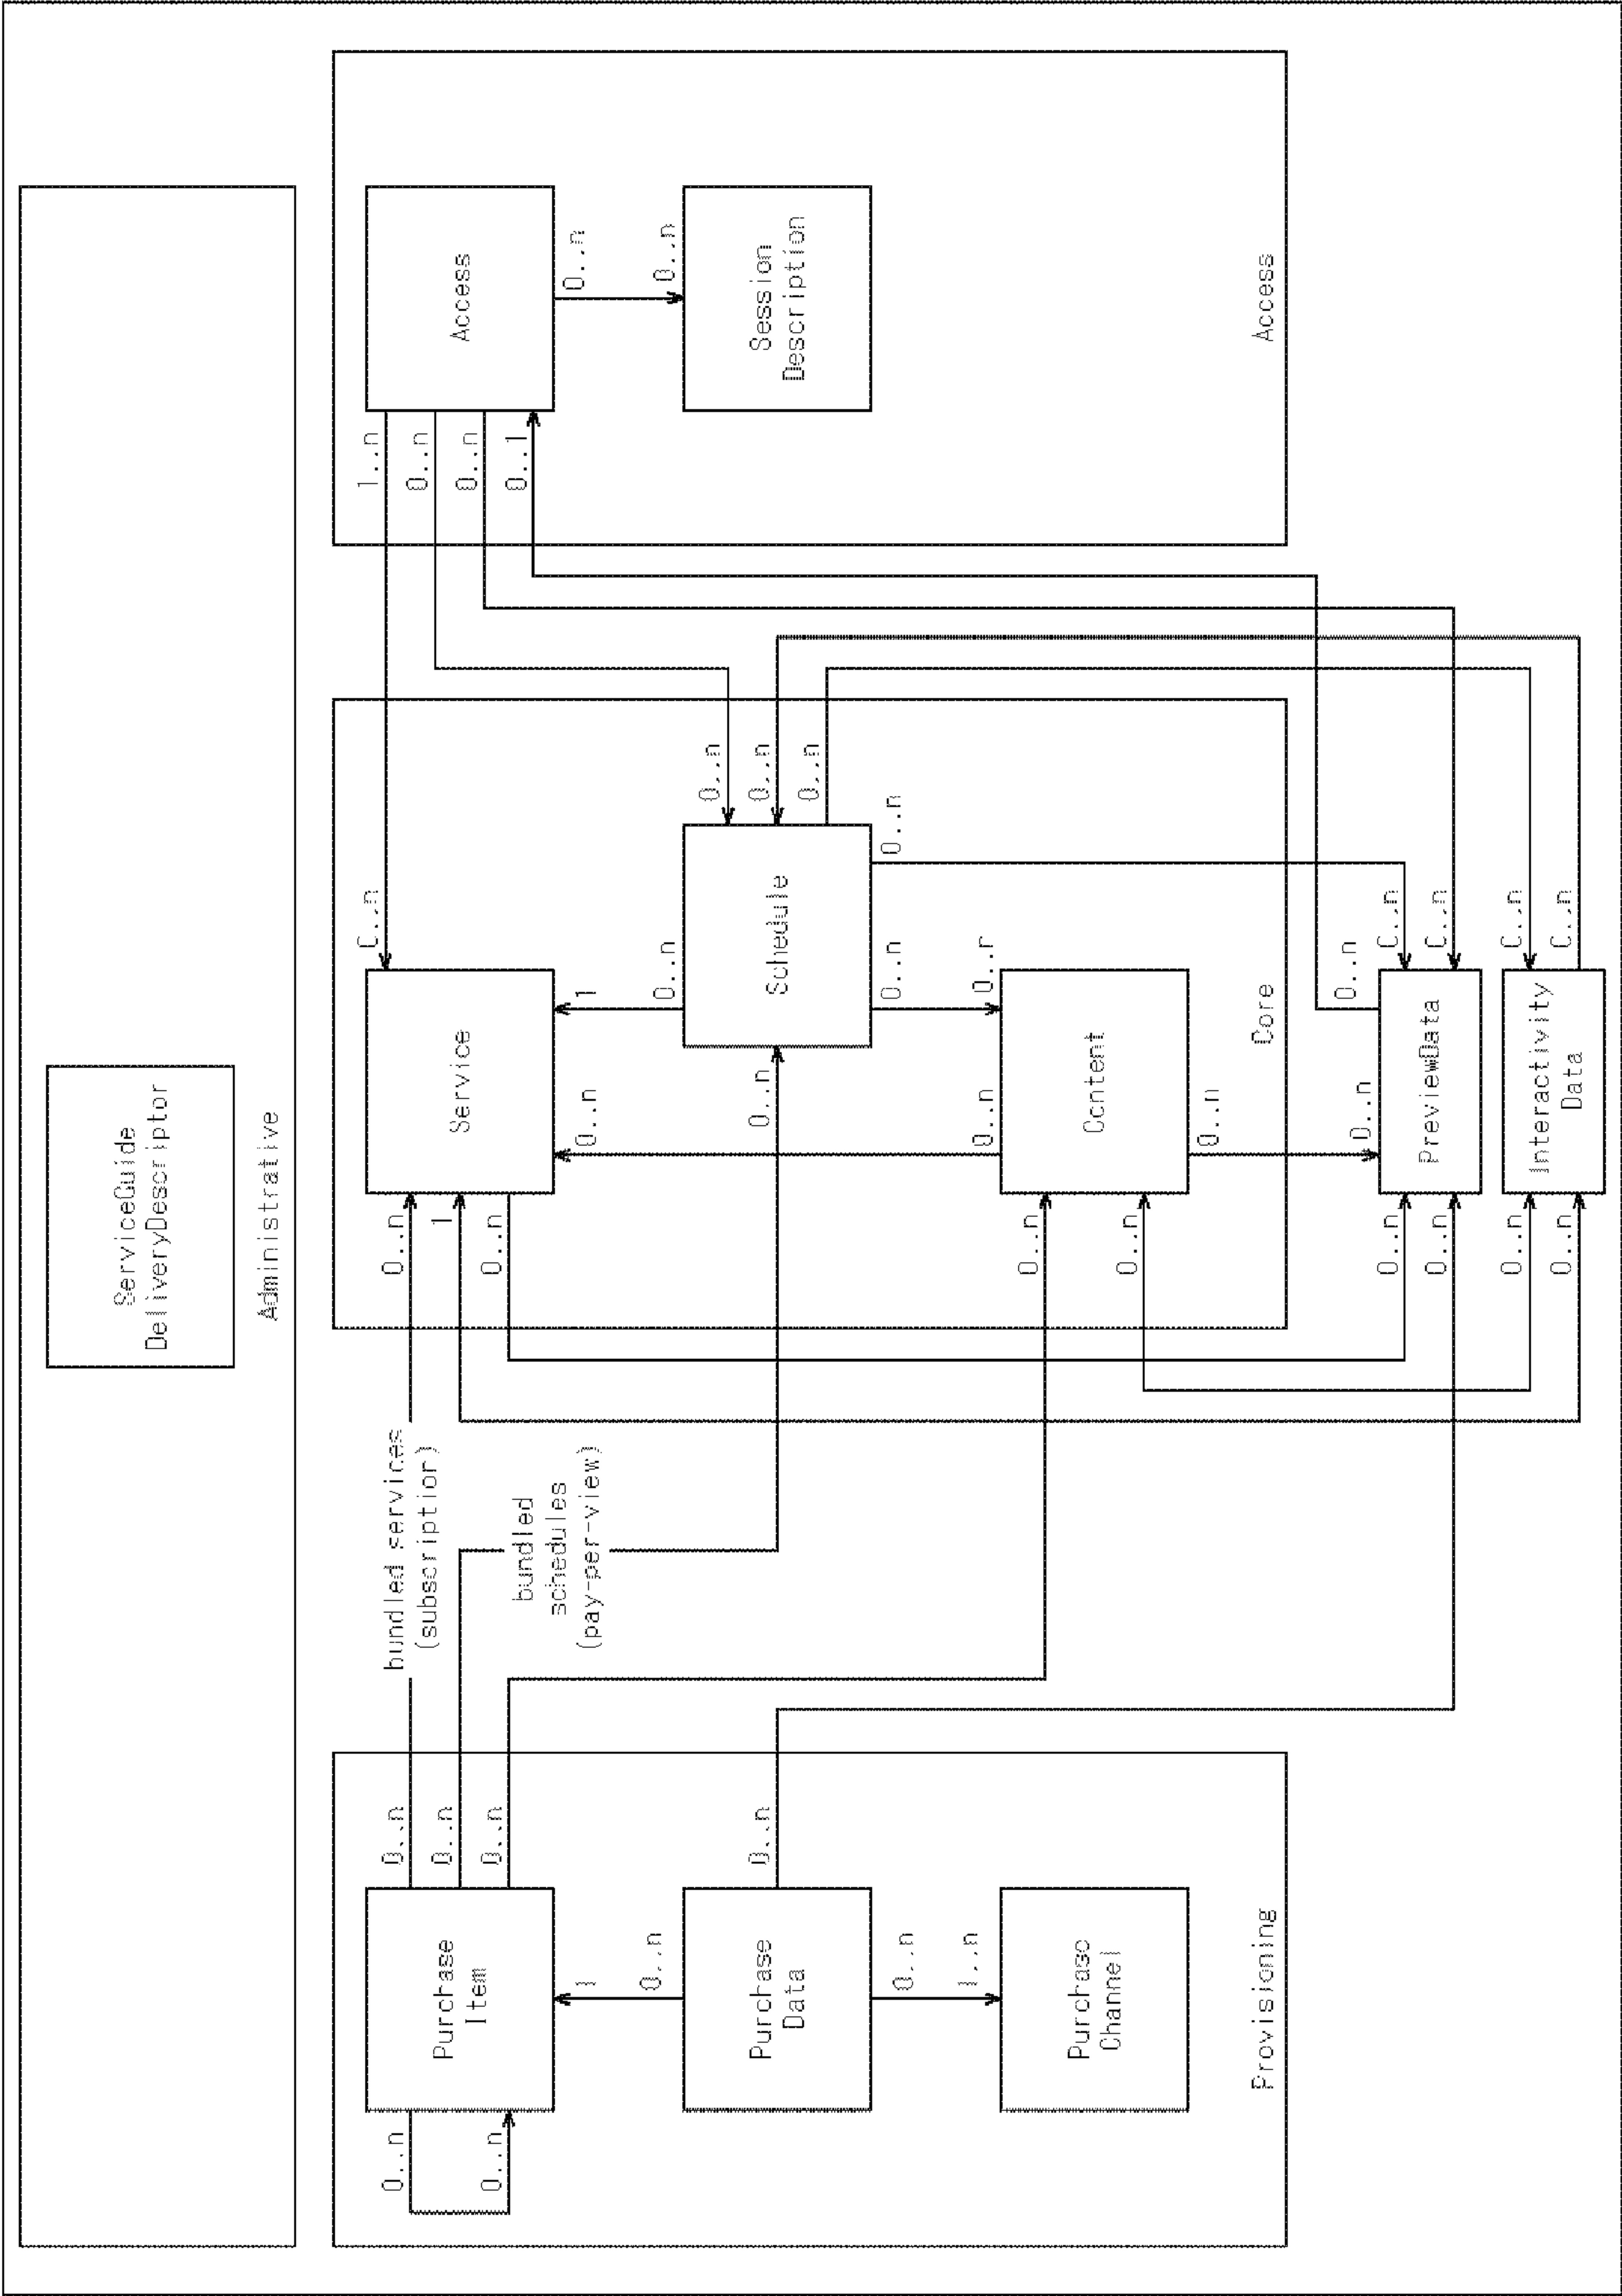 ServiceGuide
DeliveryDescriptor
Administrative
Purchase
Item
0..n
0..n
0..n
0..n
0..n
1
0..n
Purchase
Data
0..n
0..n
1..n
Purchase
Channel
Provisioning
bundled services
(subscription)
bundled
schedules
(pay-per-view)
0..n
1
0..n
Service
0..n
1
0..n
0..n
0..n
Schedule
0..n
0..n
0..n
0..n
0..n
0..n
0..n
0..n
0..n
Content
0..n
Core
0..n
0..n
0..n
PreviewData
0..n
0..n
0..n
0..n
0..n
Interactivity
Data
0..n
0..n
1..n
0..n
0..n
0..1
Access
0..n
0..n
Session
Description
Access